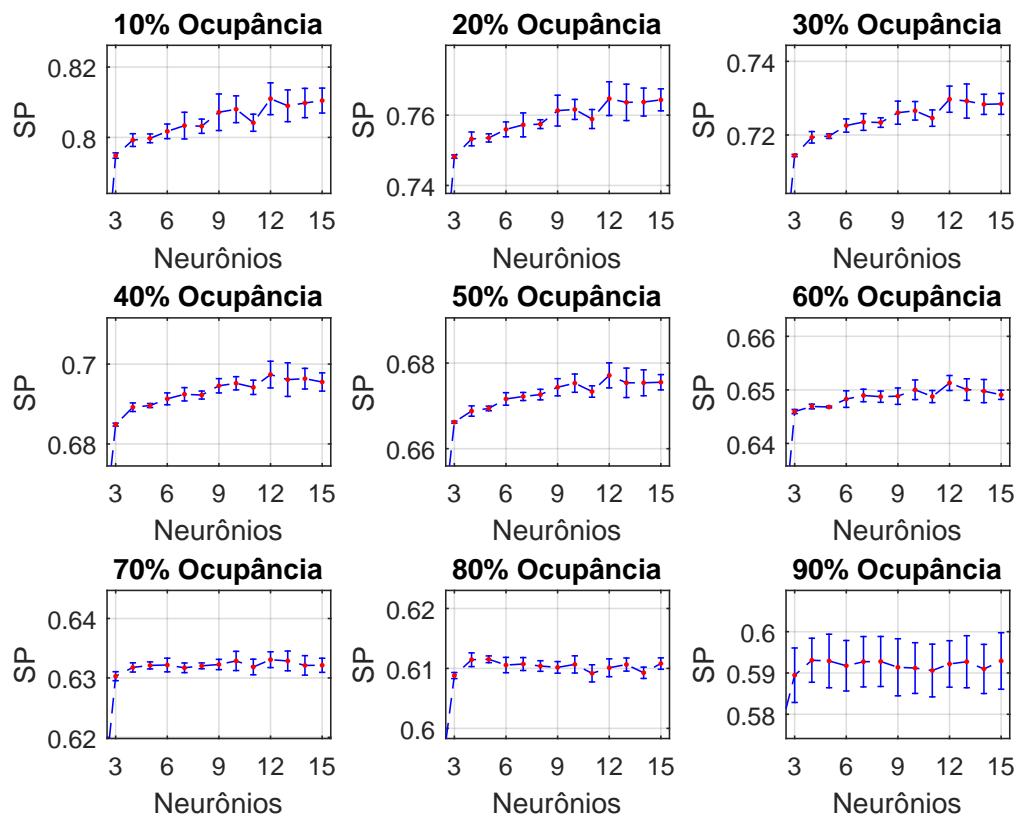 10% Ocupância
20% Ocupância
30% Ocupância
SP
0.82
0.8
3 6 9 12 15
Neurônios
SP
0.76
0.74
3 6 9 12 15
Neurônios
SP
0.74
0.72
3 6 9 12 15
Neurônios
40% Ocupância
50% Ocupância
60% Ocupância
SP
0.7
0.68
3 6 9 12 15
Neurônios
SP
0.68
0.66
3 6 9 12 15
Neurônios
SP
0.66
0.65
0.64
3 6 9 12 15
Neurônios
70% Ocupância
80% Ocupância
90% Ocupância
SP
0.64
0.63
0.62
3 6 9 12 15
Neurônios
SP
0.62
0.61
0.6
3 6 9 12 15
Neurônios
SP
0.6
0.59
0.58
3 6 9 12 15
Neurônios